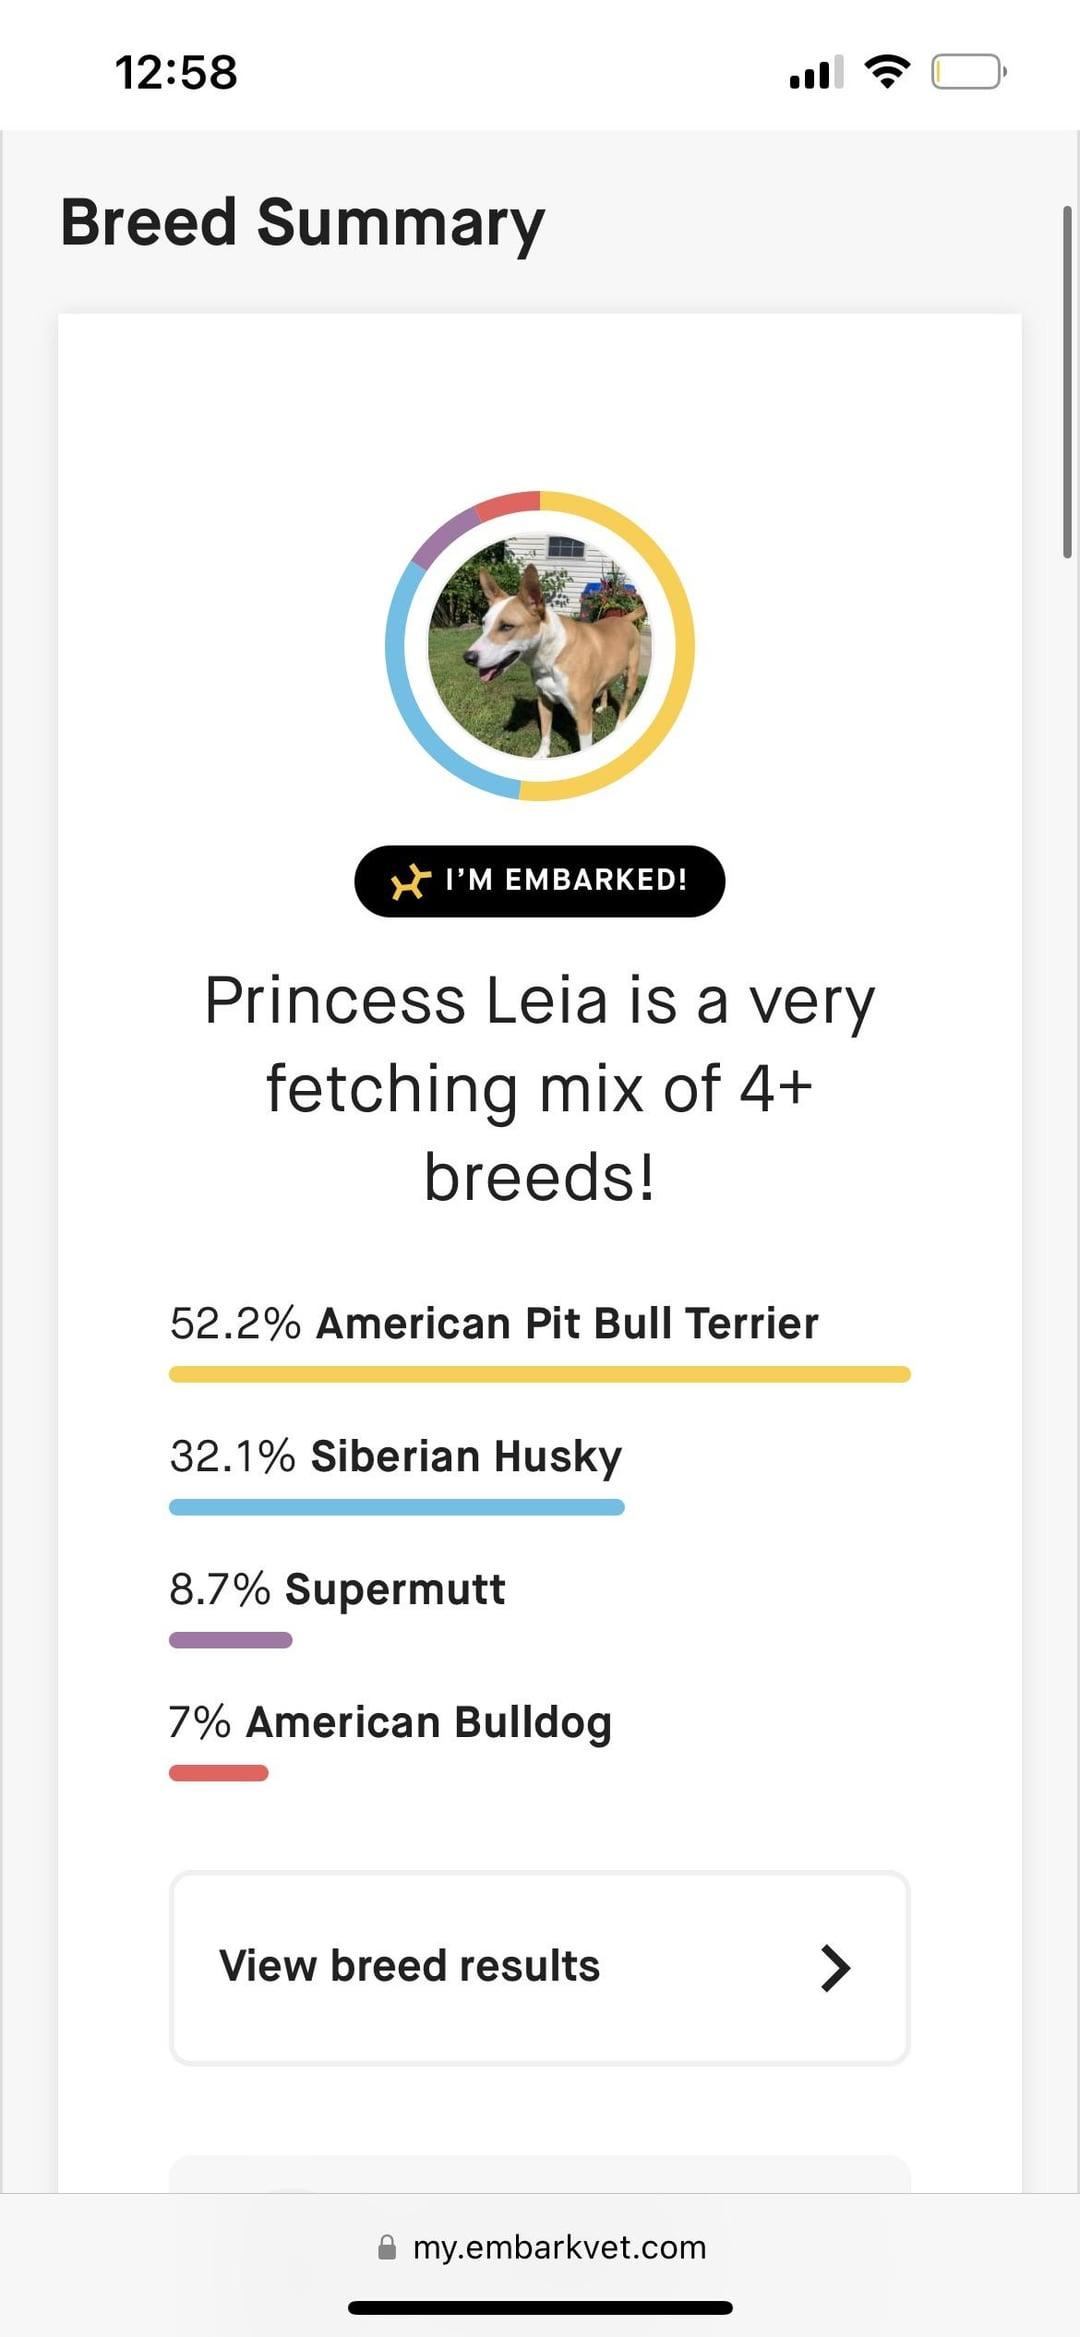 12:58
Breed Summary
I'M EMBARKED!
Princess Leia is a very
fetching mix of 4+
breeds!
52.2% American Pit Bull Terrier
32.1% Siberian Husky
8.7% Supermutt
7% American Bulldog
View breed results
my.embarkvet.com